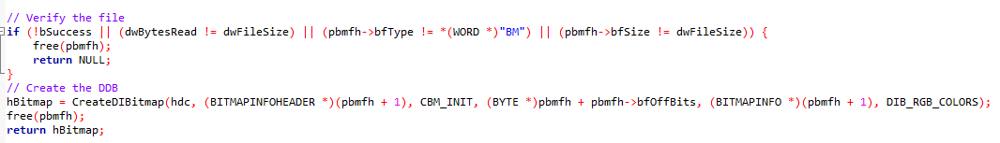 // Verify the file
if (!bSuccess || (dwBytesRead != dwFileSize) || (pbmfh->bfType != *(WORD *)"BM") || (pbmfh->bfSize != dwFileSize)) {
free(pbmfh);
return NULL;
}
// Create the DDB
hBitmap = CreateDIBitmap(hdc, (BITMAPINFOHEADER *)(pbmfh + 1), CBM_INIT, (BYTE *)pbmfh + pbmfh->bfOffBits, (BITMAPINFO *)(pbmfh + 1), DIB_RGB_COLORS);
free(pbmfh);
return hBitmap;